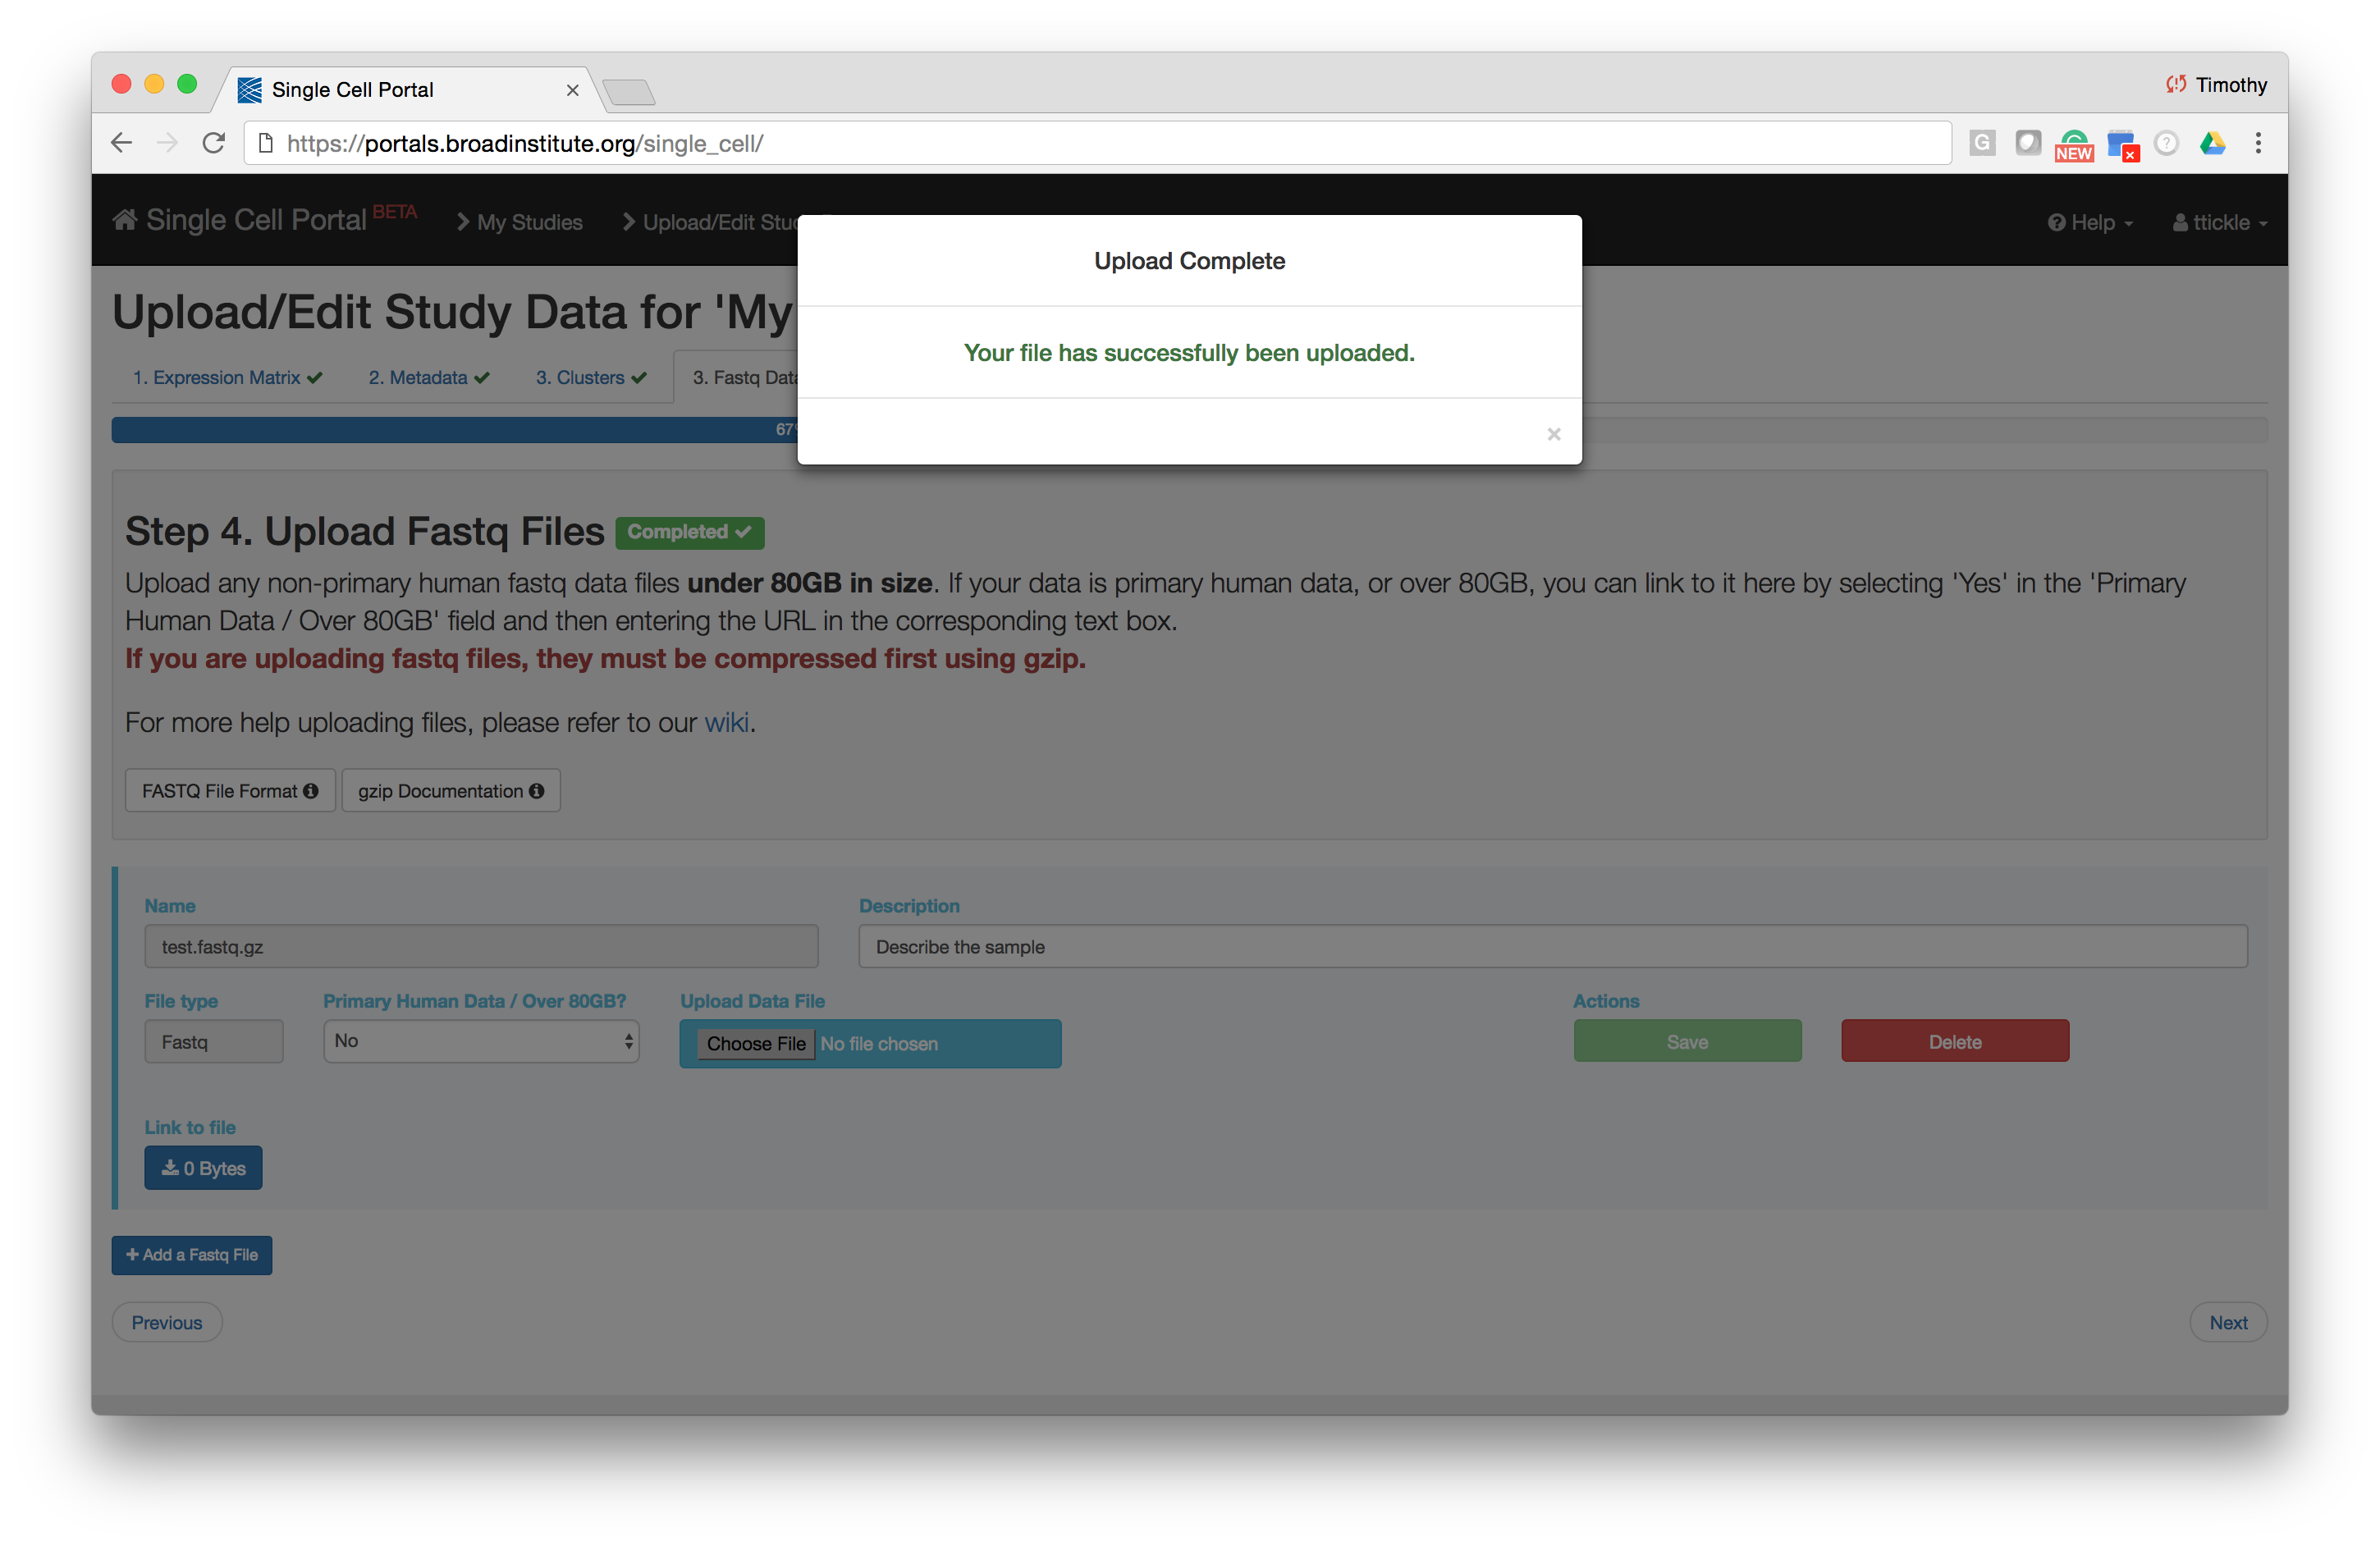 Single Cell Portal
Timothy
https://portals.broadinstitute.org/single_cell/
G
NEW
?
Single Cell Portal BETA
My Studies
Upload/Edit Stu
Help
ttickle
Upload Complete
Your file has successfully been uploaded.
×
Upload/Edit Study Data for 'My
1. Expression Matrix
2. Metadata
3. Clusters
3. Fastq Data
67%
Step 4. Upload Fastq Files Completed
Upload any non-primary human fastq data files under 80GB in size. If your data is primary human data, or over 80GB, you can link to it here by selecting 'Yes' in the 'Primary
Human Data / Over 80GB' field and then entering the URL in the corresponding text box.
If you are uploading fastq files, they must be compressed first using gzip.
For more help uploading files, please refer to our wiki.
FASTQ File Format
gzip Documentation
Name
Description
test.fastq.gz
Describe the sample
File type
Primary Human Data / Over 80GB?
Upload Data File
Actions
Fastq
No
Choose File No file chosen
Save
Delete
Link to file
0 Bytes
+ Add a Fastq File
Previous
Next